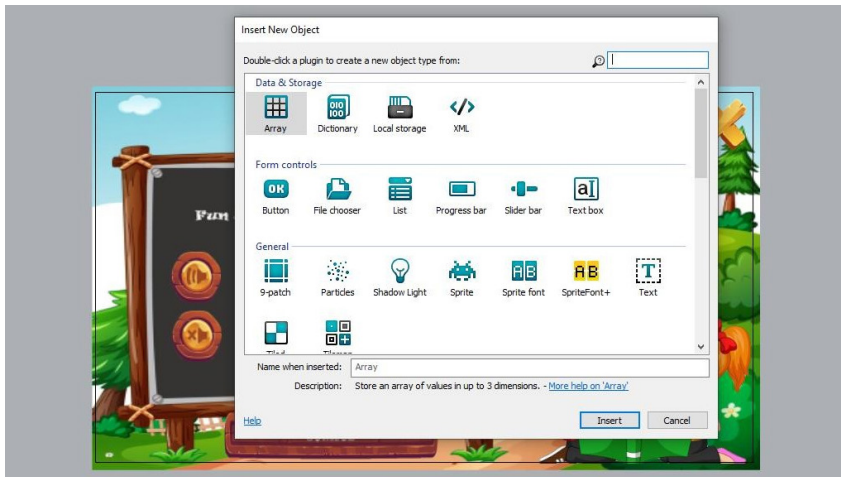 Insert New Object
Double-click a plugin to create a new object type from:
Data & Storage
Array Dictionary Local storage XML
Form controls
Button File chooser List Progress bar Slider bar Text box
General
9-patch Particles Shadow Light Sprite Sprite font SpriteFont+ Text
Fun
Name when inserted: Array
Description: Store an array of values in up to 3 dimensions. - More help on 'Array'
Help Insert Cancel